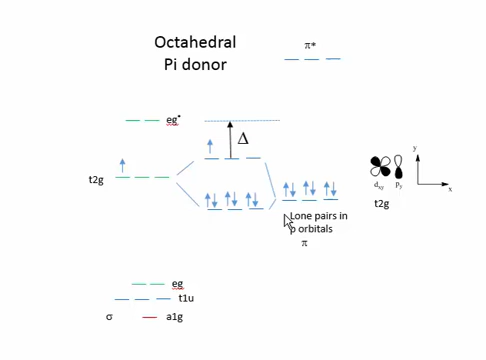 Octahedral
Pi donor
π*
eg*
Δ
t2g
y
x
dxy
py
t2g
Lone pairs in
p orbitals
π
eg
t1u
σ
a1g